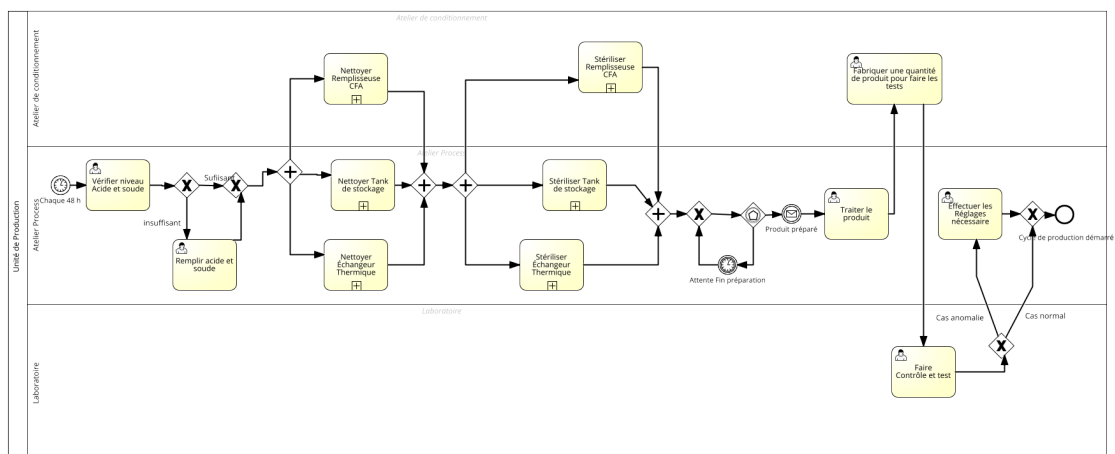 Unité de Production
Atelier de conditionnement
Atelier de conditionnement
Nettoyer
Remplisseuse
CFA
Stériliser
Remplisseuse
CFA
Fabriquer une quantité
de produit pour faire les
tests
Atelier Process
Atelier Process
Chaque 48 h
Vérifier niveau
Acide et soude
Sufiisant
insuffisant
Remplir acide et
soude
Nettoyer Tank
de stockage
Nettoyer
Échangeur
Thermique
Stériliser Tank
de stockage
Stériliser
Échangeur
Thermique
Attente Fin préparation
Produit préparé
Traiter le
produit
Effectuer les
Réglages
nécessaire
Cycle de production démarré
Laboratoire
Laboratoire
Cas anomalie
Cas normal
Faire
Contrôle et test